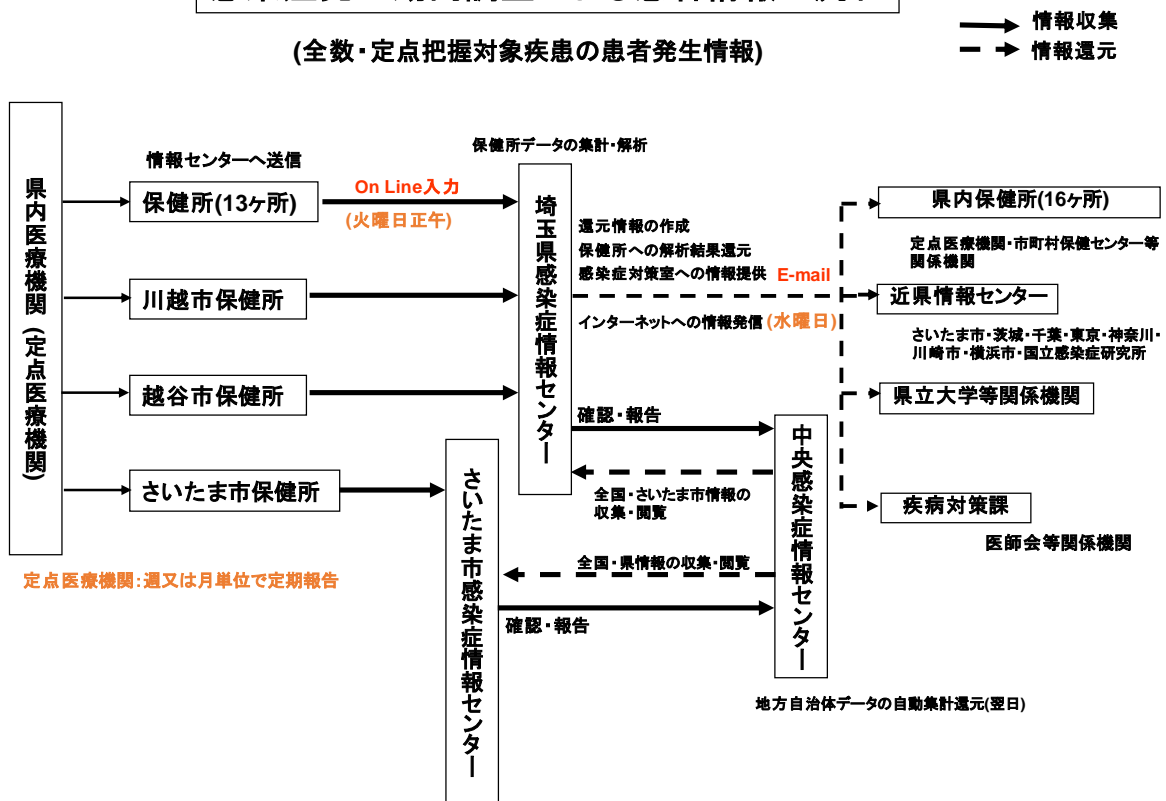 (全数・定点把握対象疾患の患者発生情報)
情報収集
情報還元
県内医療機関(定点医療機関)
情報センターへ送信
保健所(13ヶ所)
川越市保健所
越谷市保健所
さいたま市保健所
定点医療機関:週又は月単位で定期報告
On Line入力
(火曜日正午)
保健所データの集計・解析
埼玉県感染症情報センター
さいたま市感染症情報センター
還元情報の作成
保健所への解析結果還元
感染症対策室への情報提供 E-mail
インターネットへの情報発信(水曜日)
確認・報告
全国・さいたま市情報の
収集・閲覧
全国・県情報の収集・閲覧
確認・報告
中央感染症情報センター
地方自治体データの自動集計還元(翌日)
県内保健所(16ヶ所)
定点医療機関・市町村保健センター等
関係機関
近県情報センター
さいたま市・茨城・千葉・東京・神奈川・
川崎市・横浜市・国立感染症研究所
県立大学等関係機関
疾病対策課
医師会等関係機関